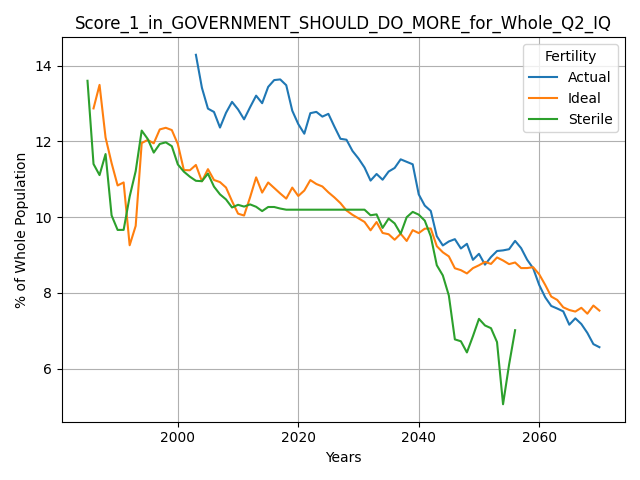 Score_1_in_GOVERNMENT_SHOULD_DO_MORE_for_Whole_Q2_IQ
Fertility
Actual
Ideal
Sterile
% of Whole Population
14
12
10
8
6
2000
2020
2040
2060
Years